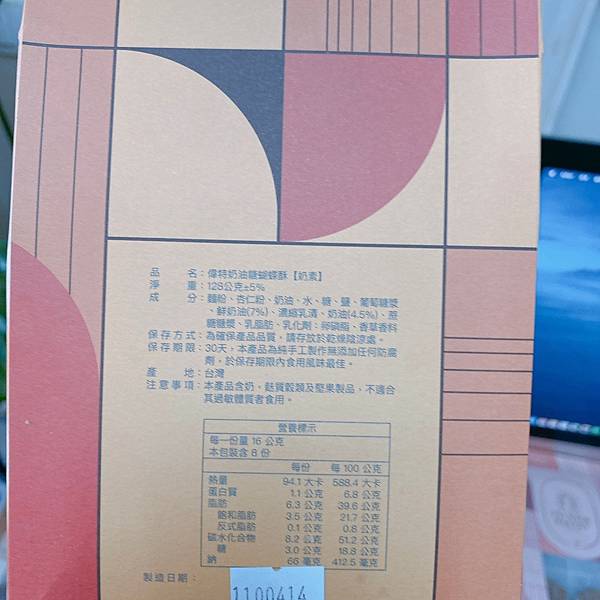 品 名：偉特奶油糖蝴蝶酥【奶素】
淨 重：128公克±5%
成 分：麵粉、杏仁粉、奶油、水、糖、鹽、葡萄糖漿
、鮮奶油(7%)、濃縮乳清、奶油(4.5%)、蔗
糖糖漿、乳脂肪、乳化劑：卵磷脂、香草香料
保存方式：為確保產品品質，請存放於乾燥陰涼處。
保存期限：30天，本產品為純手工製作無添加任何防腐
劑，於保存期限內食用風味最佳。
產 地：台灣
注意事項：本產品含奶、麩質穀類及堅果製品，不適合
其過敏體質者食用。
營養標示
每一份量 16 公克
本包裝含 8 份
每份 每 100 公克
熱量 94.1 大卡 588.4 大卡
蛋白質 1.1 公克 6.8 公克
脂肪 6.3 公克 39.6 公克
飽和脂肪 3.5 公克 21.7 公克
反式脂肪 0.1 公克 0.8 公克
碳水化合物 8.2 公克 51.2 公克
糖 3.0 公克 18.8 公克
鈉 66 毫克 412.5 毫克
製造日期：
1100414